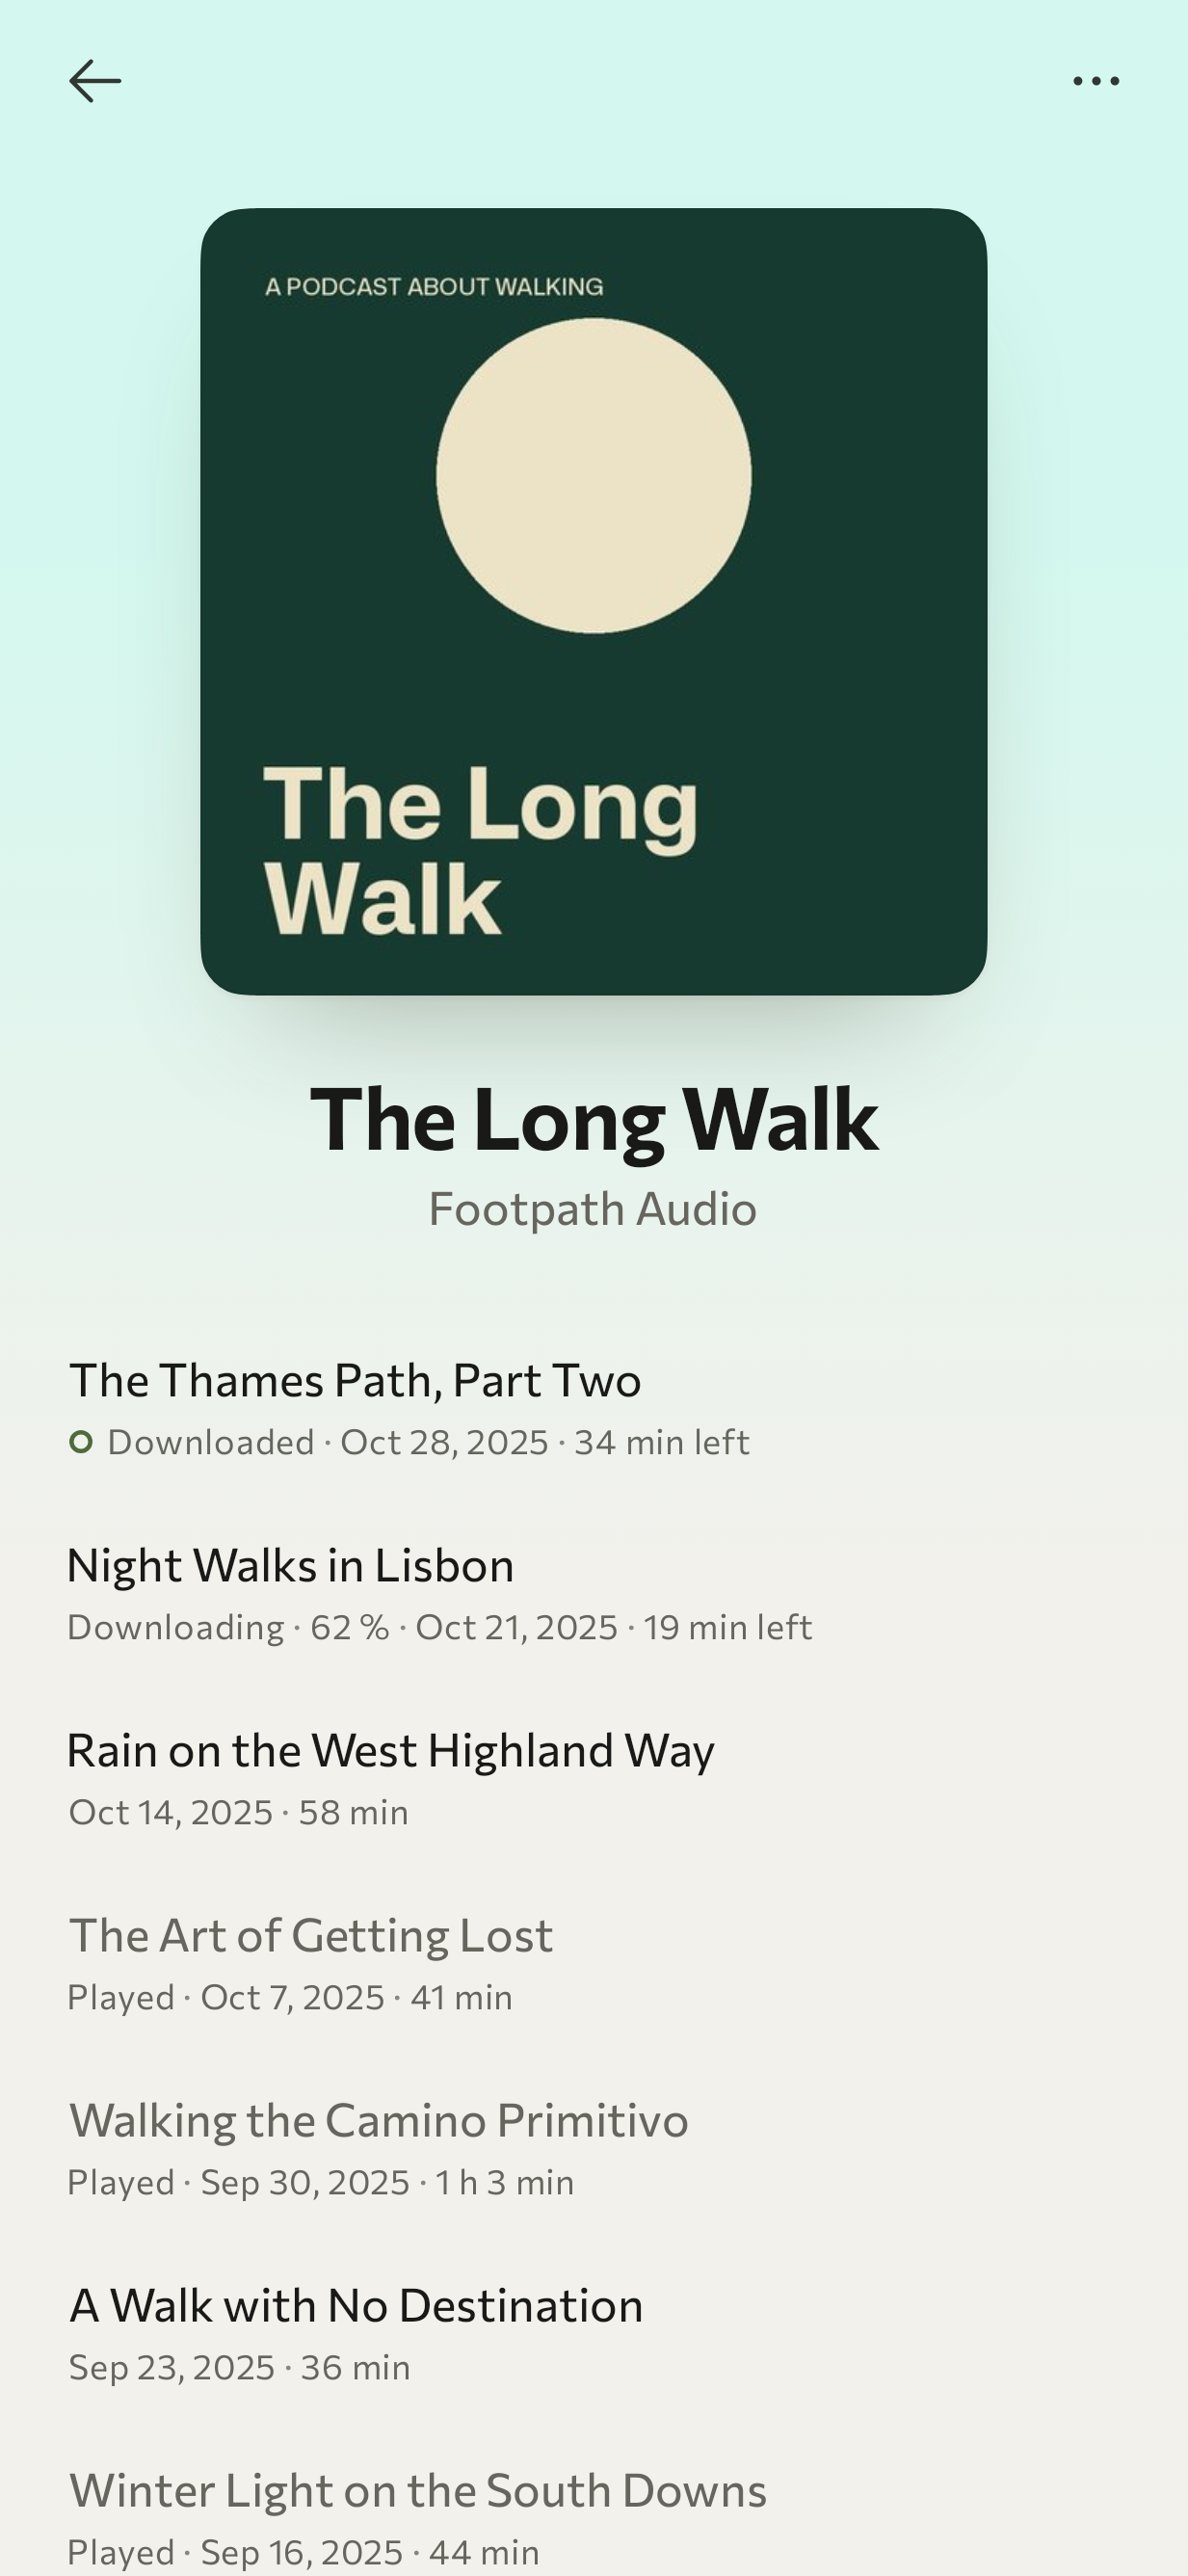 A PODCAST ABOUT WALKING
The Long
Walk
The Long Walk
Footpath Audio
The Thames Path, Part Two
Downloaded · Oct 28, 2025 · 34 min left
Night Walks in Lisbon
Downloading · 62 % · Oct 21, 2025 · 19 min left
Rain on the West Highland Way
Oct 14, 2025 · 58 min
The Art of Getting Lost
Played · Oct 7, 2025 · 41 min
Walking the Camino Primitivo
Played · Sep 30, 2025 · 1 h 3 min
A Walk with No Destination
Sep 23, 2025 · 36 min
Winter Light on the South Downs
Played · Sep 16, 2025 · 44 min